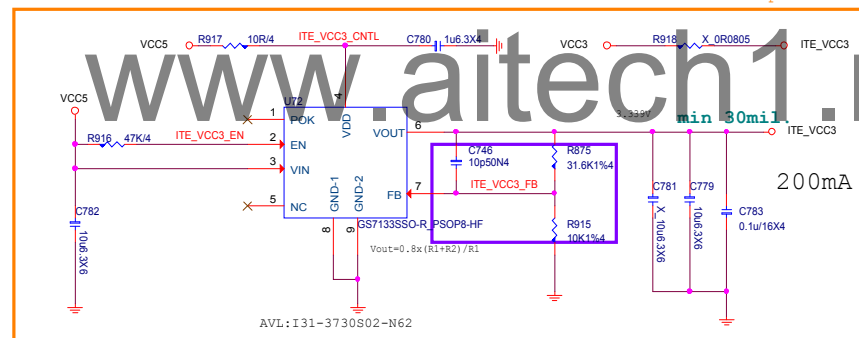 R917 10R/4 ITE_VCC3_CNTL C780 1u6.3X4 R918 X_0R0805
VCC5 VCC3 ITE_VCC3
www.aitech1.
VCC5 U72
1 POK 4 VDD VOUT 6 3.339V min 30mil. ITE_VCC3
R916 47K/4 ITE_VCC3_EN 2 EN
C746 10p50N4 R875 31.6K1%4
3 VIN
ITE_VCC3_FB 200mA
FB 7
C782 10u6.3X6 5 NC GND-1 GND-2 C781 X_10u6.3X6 C779 10u6.3X6 C783 0.1u/16X4
R915 10K1%4
8 9 GS7133SSO-R_PSOP8-HF
Vout=0.8x(R1+R2)/R1
AVL:I31-3730S02-N62